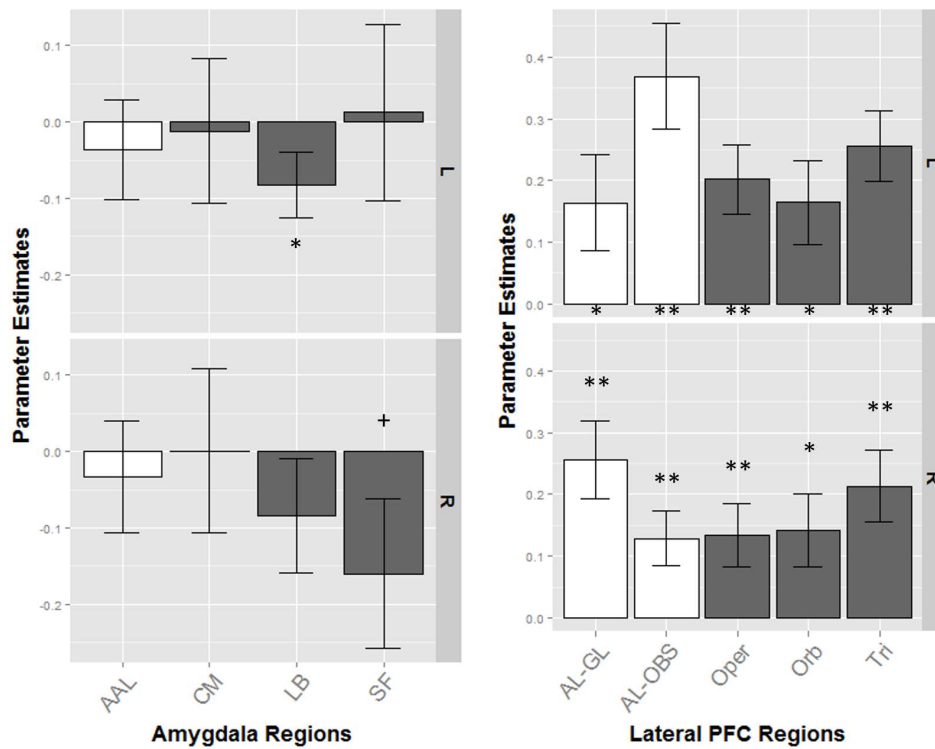 Parameter Estimates
0.1
0.0
-0.1
-0.2
*
L
0.1
0.0
-0.1
-0.2
+
R
AAL
CM
LB
SF
Amygdala Regions
Parameter Estimates
0.4
0.3
0.2
0.1
0.0
* ** ** * **
L
0.4
0.3
0.2
0.1
0.0
** ** ** * **
R
AL-GL
AL-OBS
Oper
Orb
Tri
Lateral PFC Regions